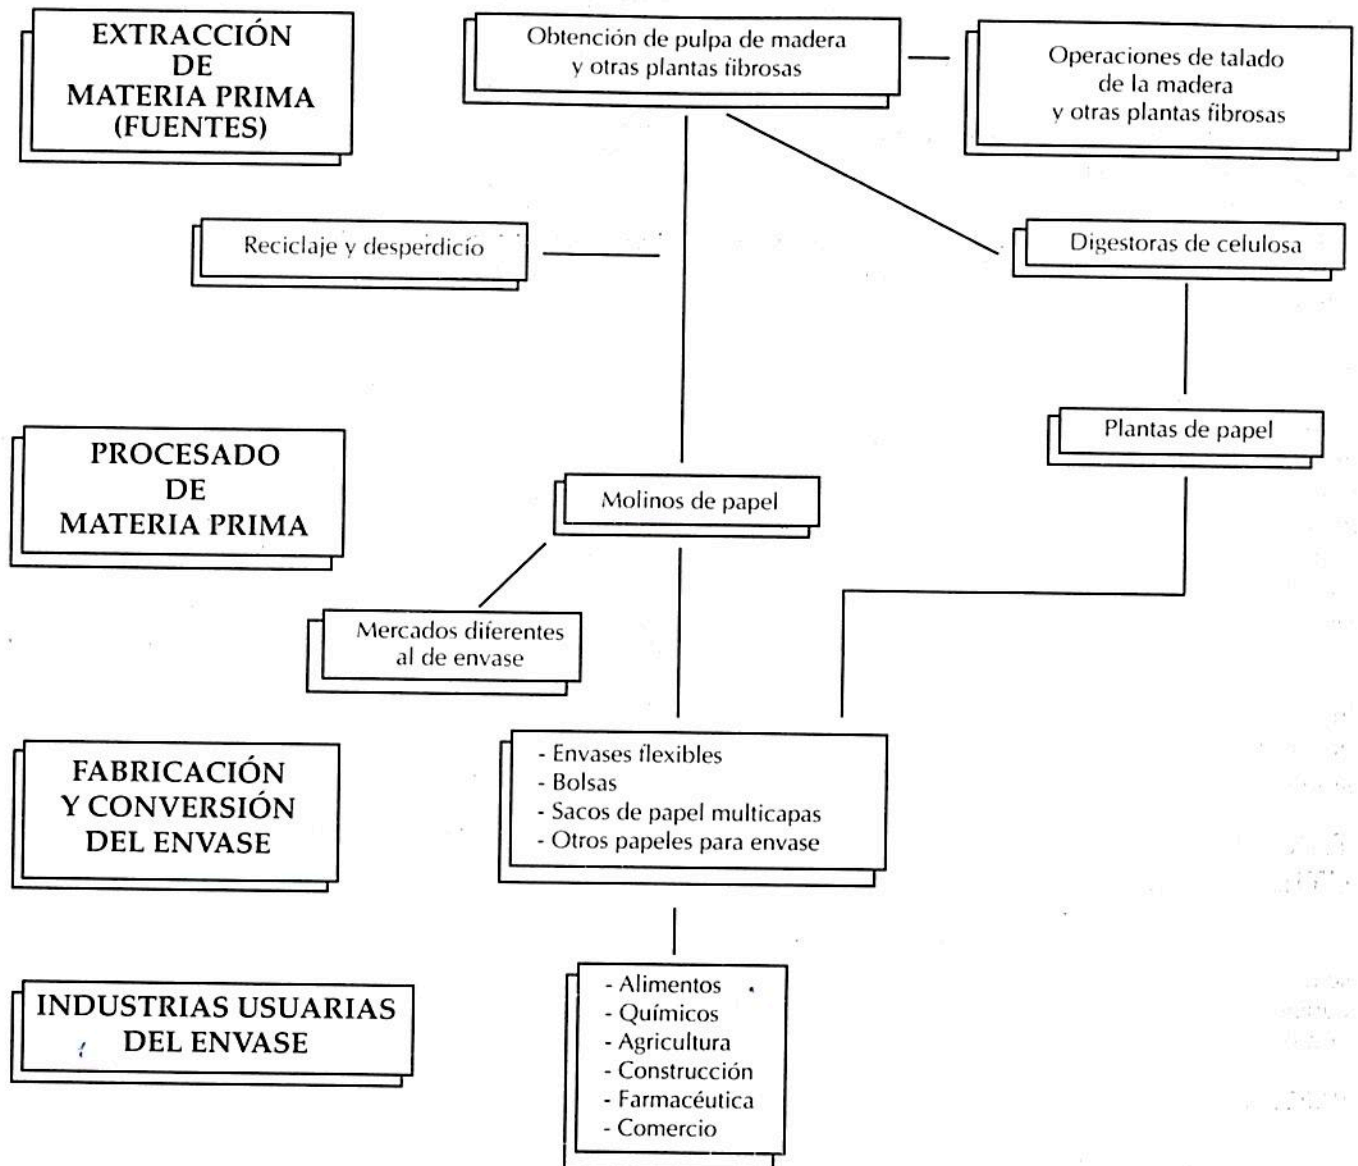 EXTRACCIÓN
DE
MATERIA PRIMA
(FUENTES)
Obtención de pulpa de madera
y otras plantas fibrosas
Operaciones de talado
de la madera
y otras plantas fibrosas
Reciclaje y desperdicio
Digestoras de celulosa
PROCESADO
DE
MATERIA PRIMA
Plantas de papel
Molinos de papel
Mercados diferentes
al de envase
FABRICACIÓN
Y CONVERSIÓN
DEL ENVASE
- Envases flexibles
- Bolsas
- Sacos de papel multicapas
- Otros papeles para envase
INDUSTRIAS USUARIAS
DEL ENVASE
- Alimentos
- Químicos
- Agricultura
- Construcción
- Farmacéutica
- Comercio